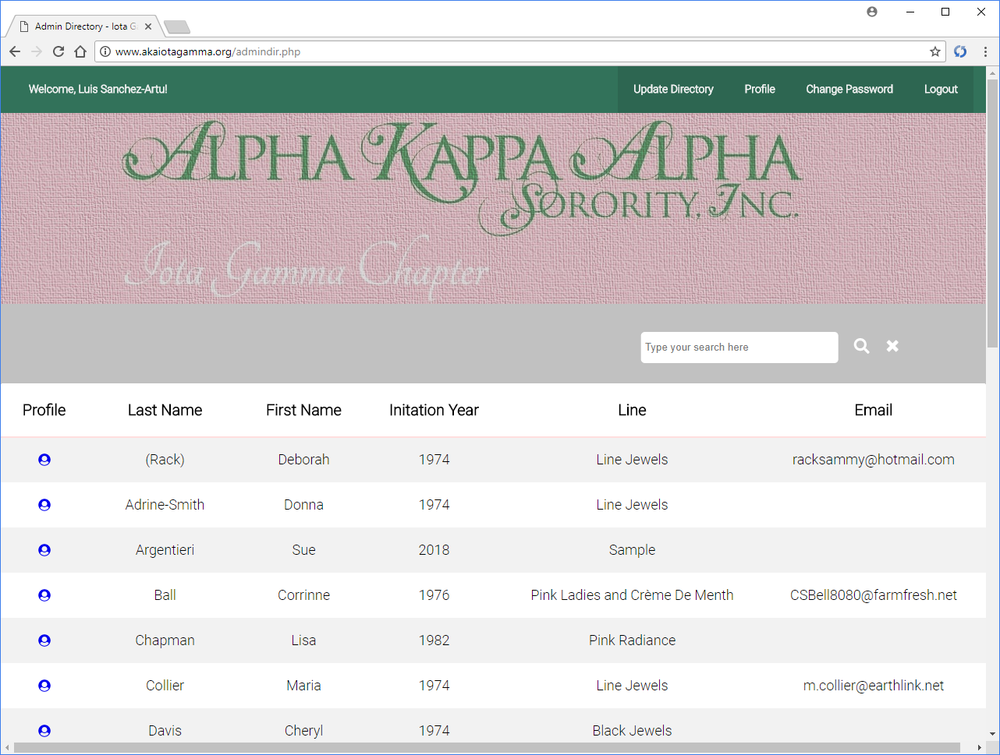 Admin Directory - Iota G
www.akaiotagamma.org/admindir.php
Welcome, Luis Sanchez-Artu!
Update Directory Profile Change Password Logout
Alpha Kappa Alpha
Sorority, Inc.
Iota Gamma Chapter
Type your search here
Profile Last Name First Name Initation Year Line Email
(Rack) Deborah 1974 Line Jewels racksammy@hotmail.com
Adrine-Smith Donna 1974 Line Jewels
Argentieri Sue 2018 Sample
Ball Corrinne 1976 Pink Ladies and Crème De Menth CSBell8080@farmfresh.net
Chapman Lisa 1982 Pink Radiance
Collier Maria 1974 Line Jewels m.collier@earthlink.net
Davis Cheryl 1974 Black Jewels